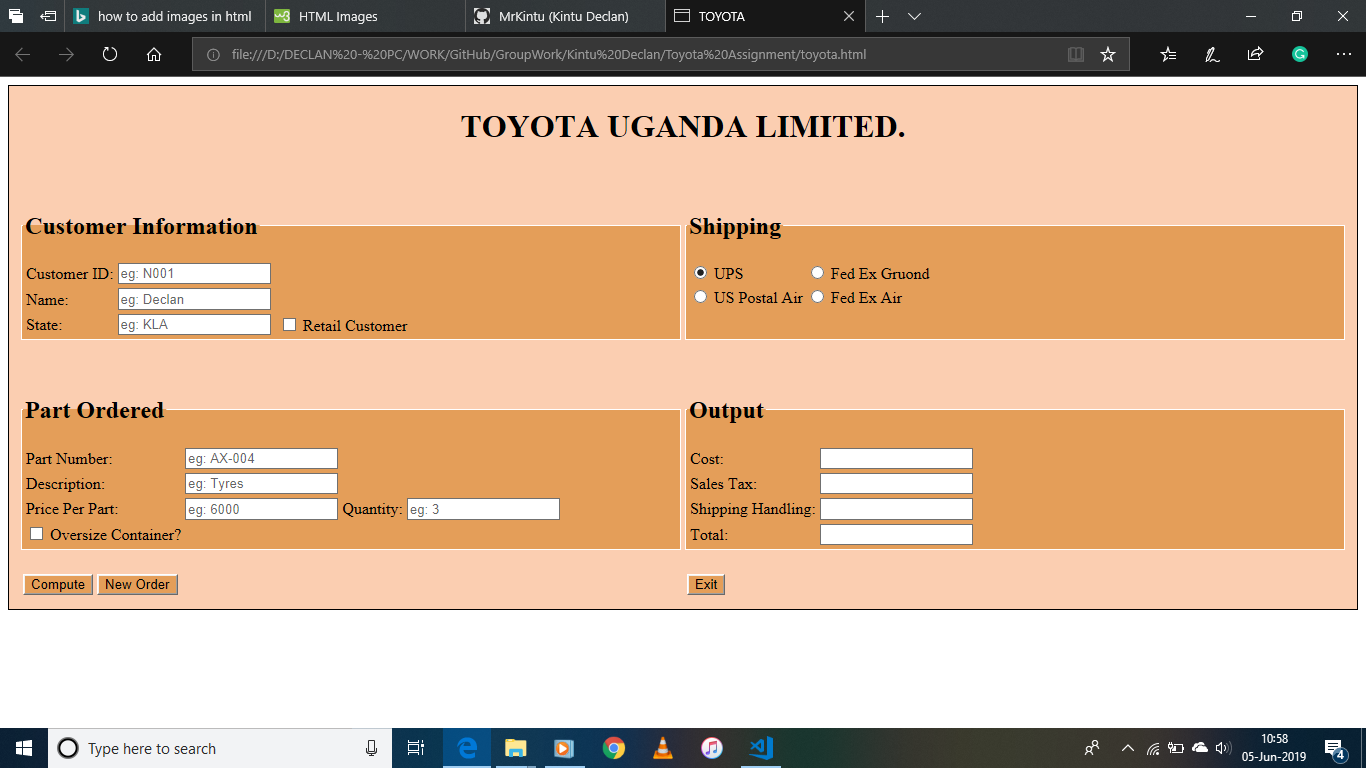 how to add images in html HTML Images MrKintu (Kintu Declan) TOYOTA
file:///D:/DECLAN%20-%20PC/WORK/GitHub/GroupWork/Kintu%20Declan/Toyota%20Assignment/toyota.html
TOYOTA UGANDA LIMITED.
Customer Information
Customer ID: eg: N001
Name: eg: Declan
State: eg: KLA Retail Customer
Shipping
UPS Fed Ex Gruond
US Postal Air Fed Ex Air
Part Ordered
Part Number: eg: AX-004
Description: eg: Tyres
Price Per Part: eg: 6000 Quantity: eg: 3
Oversize Container?
Output
Cost:
Sales Tax:
Shipping Handling:
Total:
Compute New Order Exit
Type here to search
10:58
05-Jun-2019
4